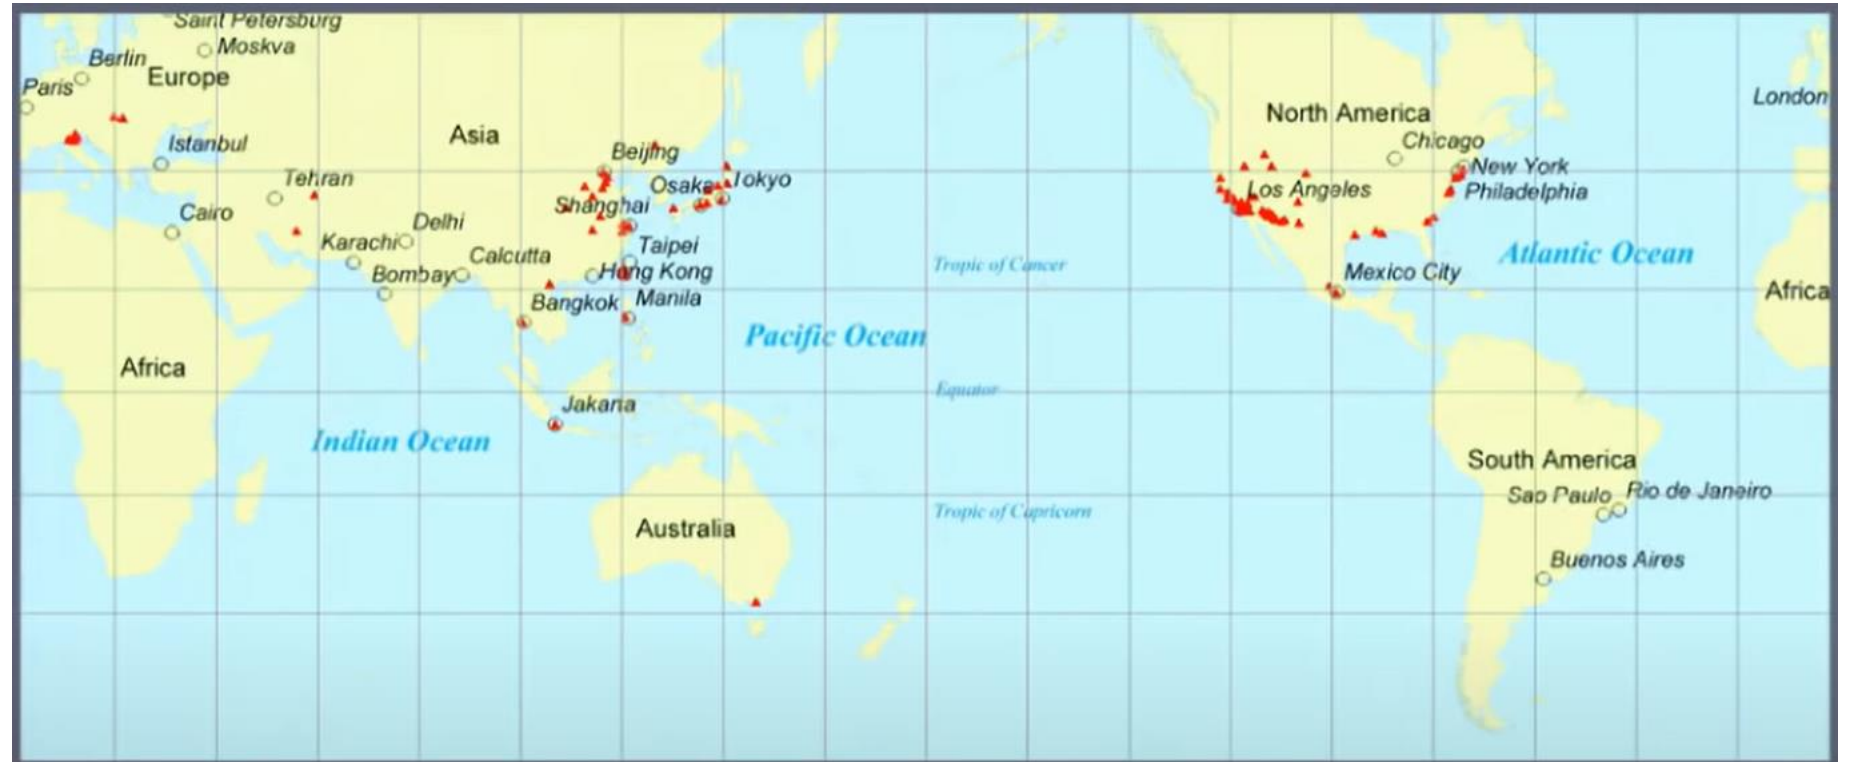 Saint Petersburg
Moskva
Berlin
Europe
Paris
London
North America
Asia
Chicago
Istanbul
Beijing
New York
Tehran
Osaka
Tokyo
Los Angeles
Philadelphia
Shanghai
Cairo
Delhi
Karachi
Taipei
Calcutta
Atlantic Ocean
Tropic of Cancer
Bombay
Hong Kong
Mexico City
Africa
Bangkok
Manila
Pacific Ocean
Africa
Equator
Jakarta
Indian Ocean
South America
Sao Paulo
Rio de Janeiro
Tropic of Capricorn
Australia
Buenos Aires